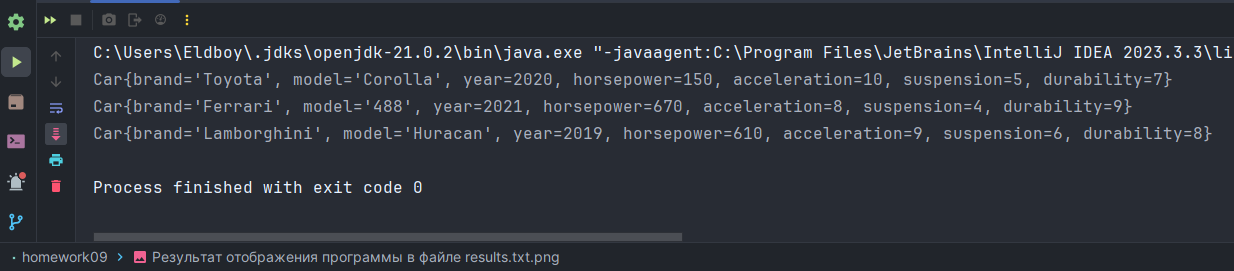 C:\Users\Eldboy\.jdks\openjdk-21.0.2\bin\java.exe "-javaagent:C:\Program Files\JetBrains\IntelliJ IDEA 2023.3.3\li
Car{brand='Toyota', model='Corolla', year=2020, horsepower=150, acceleration=10, suspension=5, durability=7}
Car{brand='Ferrari', model='488', year=2021, horsepower=670, acceleration=8, suspension=4, durability=9}
Car{brand='Lamborghini', model='Huracan', year=2019, horsepower=610, acceleration=9, suspension=6, durability=8}
Process finished with exit code 0
homework09 > Результат отображения программы в файле results.txt.png